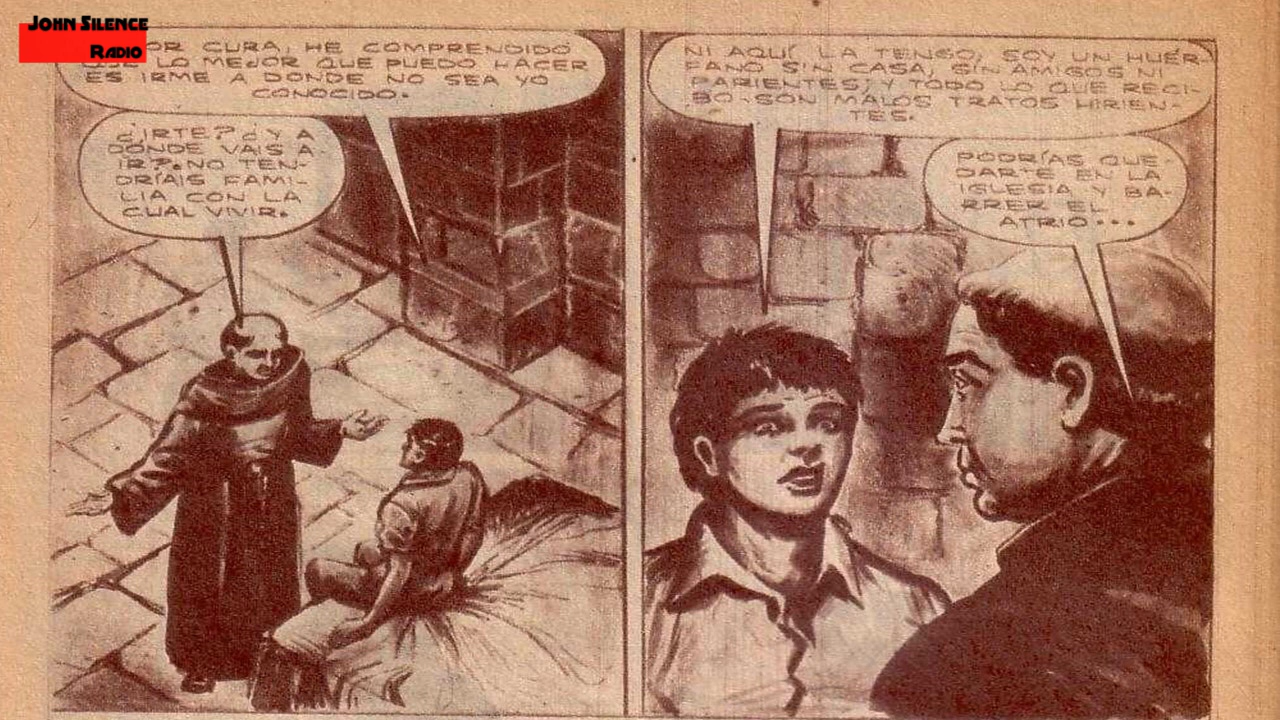 JOHN SILENCE
RADIO
OR CURA, HE COMPRENDIDO
LO MEJOR QUE PUEDO HACER
ES IRME A DONDE NO SEA YO
CONOCIDO.
¿IRTE? ¿Y A
DÓNDE VAIS A
IR?. NO TEN-
DRÍAIS FAMI-
LIA CON LA
CUAL VIVIR.
NI AQUÍ LA TENGO, SOY UN HUÉR-
FANO, SIN CASA, SIN AMIGOS NI
PARIENTES, Y TODO LO QUE RECI-
BO SON MALOS TRATOS HIRIEN-
TES.
PODRÍAS QUE-
DARTE EN LA
IGLESIA Y BA-
RRER EL
ATRIO...